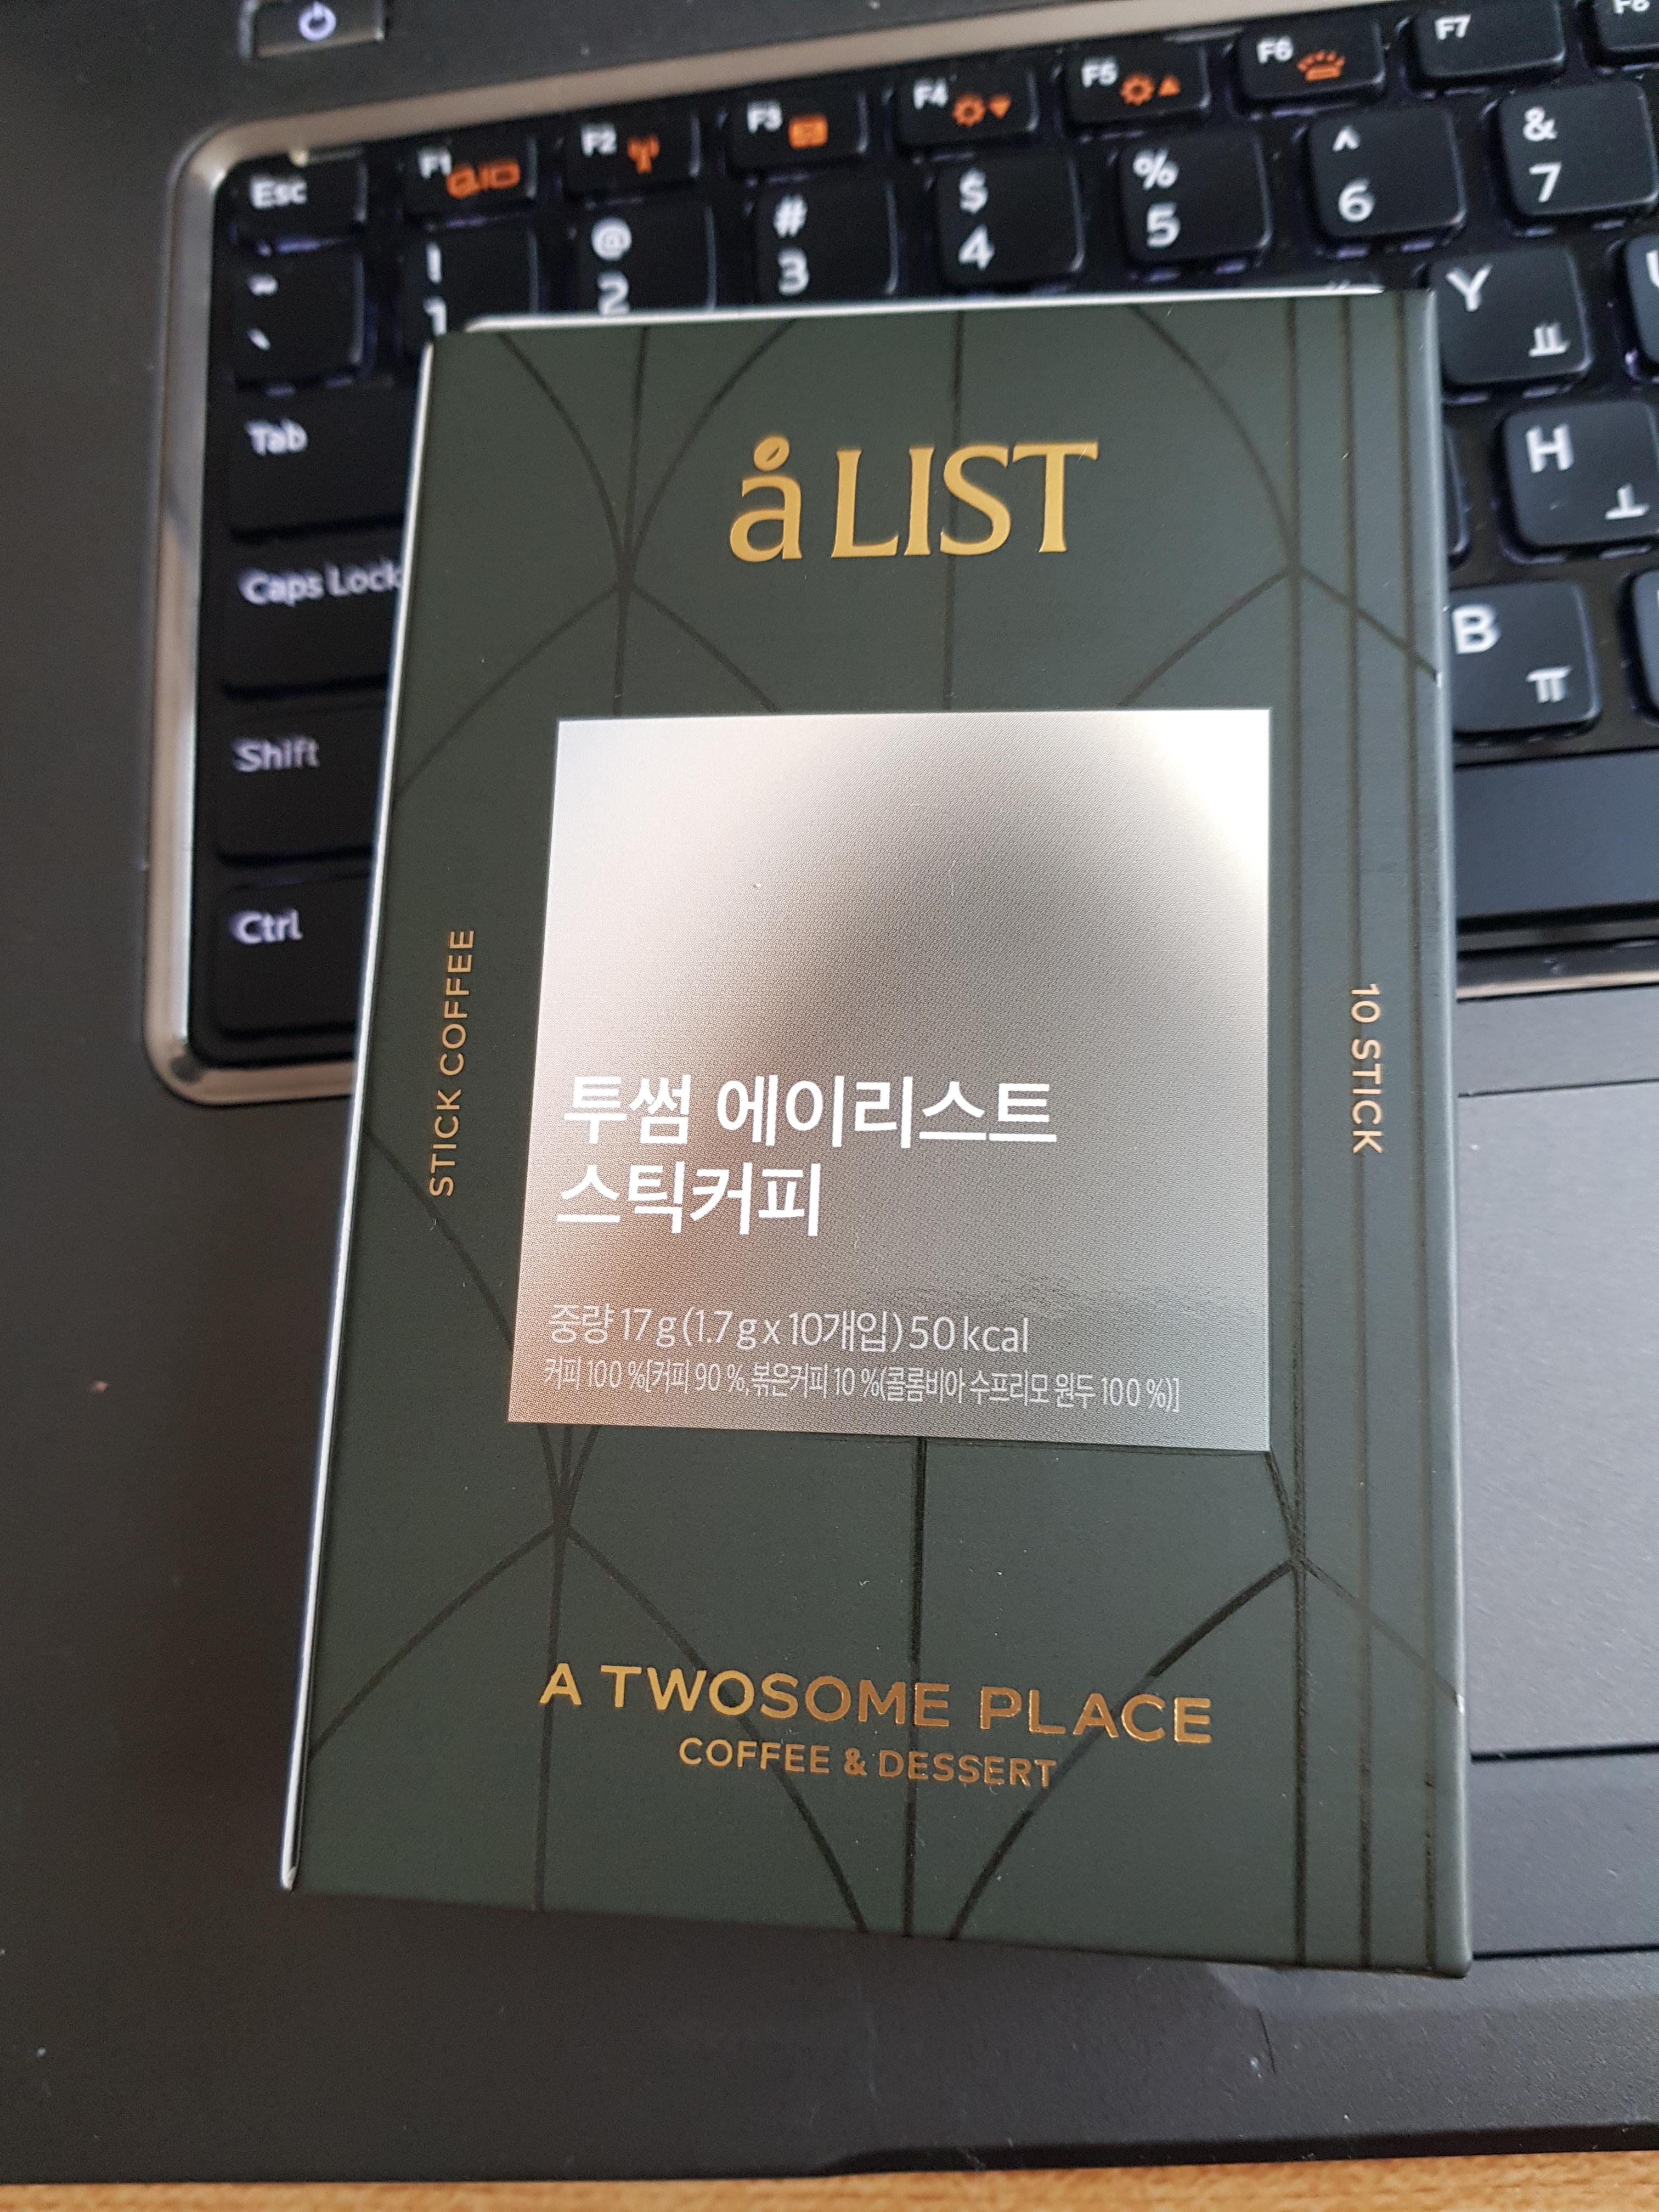 F1
F2
F3
F4
F5
F6
F7
F8
Esc
!
1
@
2
#
3
$
4
%
5
^
6
&
7
Tab
Y
ㅛ
Caps Lock
H
ㅗ
Shift
B
ㅠ
Ctrl
å LIST
STICK COFFEE
10 STICK
투썸 에이리스트
스틱커피
중량 17 g (1.7 g x 10개입) 50 kcal
커피 100 %[커피 90 %, 볶은커피 10 %(콜롬비아 수프리모 원두 100 %)]
A TWOSOME PLACE
COFFEE & DESSERT